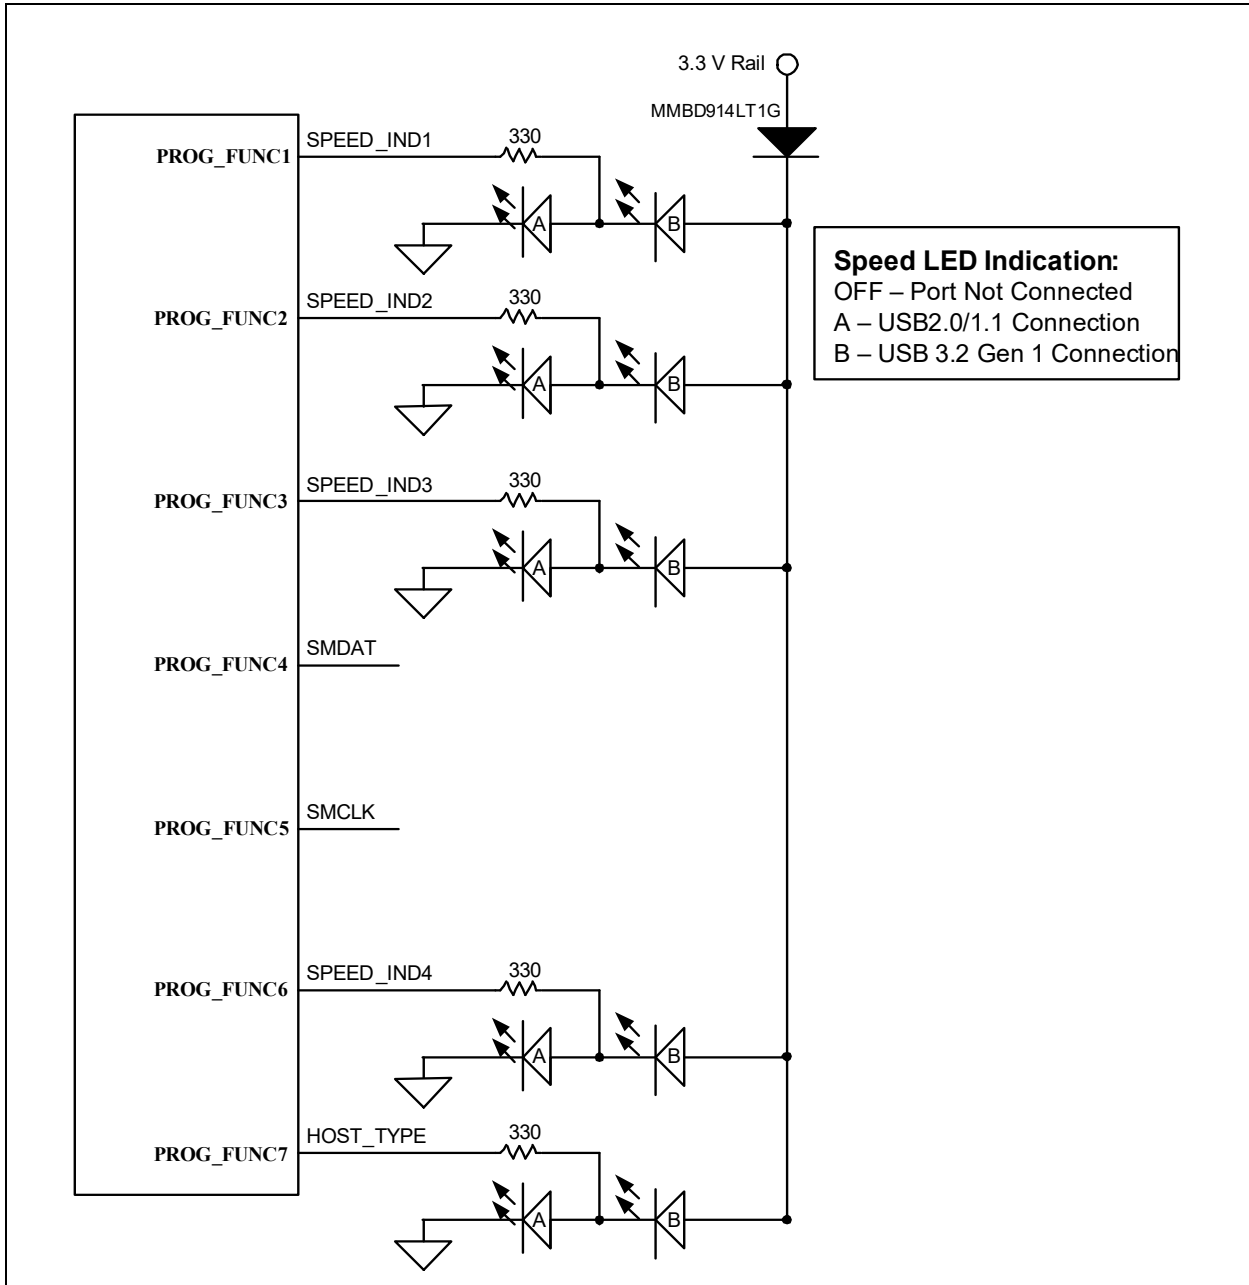 3.3 V Rail
MMBD914LT1G
PROG_FUNC1
SPEED_IND1
330
A
B
Speed LED Indication:
OFF – Port Not Connected
A – USB2.0/1.1 Connection
B – USB 3.2 Gen 1 Connection
PROG_FUNC2
SPEED_IND2
330
A
B
PROG_FUNC3
SPEED_IND3
330
A
B
PROG_FUNC4
SMDAT
PROG_FUNC5
SMCLK
PROG_FUNC6
SPEED_IND4
330
A
B
PROG_FUNC7
HOST_TYPE
330
A
B